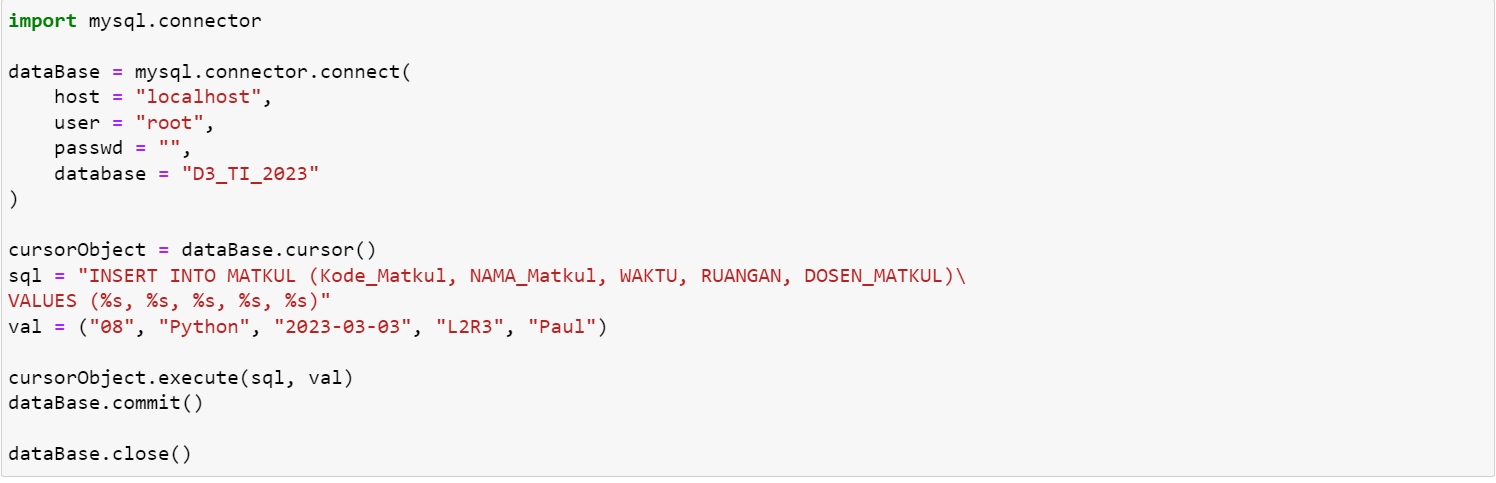 import mysql.connector

dataBase = mysql.connector.connect(
    host = "localhost",
    user = "root",
    passwd = "",
    database = "D3_TI_2023"
)

cursorObject = dataBase.cursor()
sql = "INSERT INTO MATKUL (Kode_Matkul, NAMA_Matkul, WAKTU, RUANGAN, DOSEN_MATKUL)\
VALUES (%s, %s, %s, %s, %s)"
val = ("08", "Python", "2023-03-03", "L2R3", "Paul")

cursorObject.execute(sql, val)
dataBase.commit()

dataBase.close()